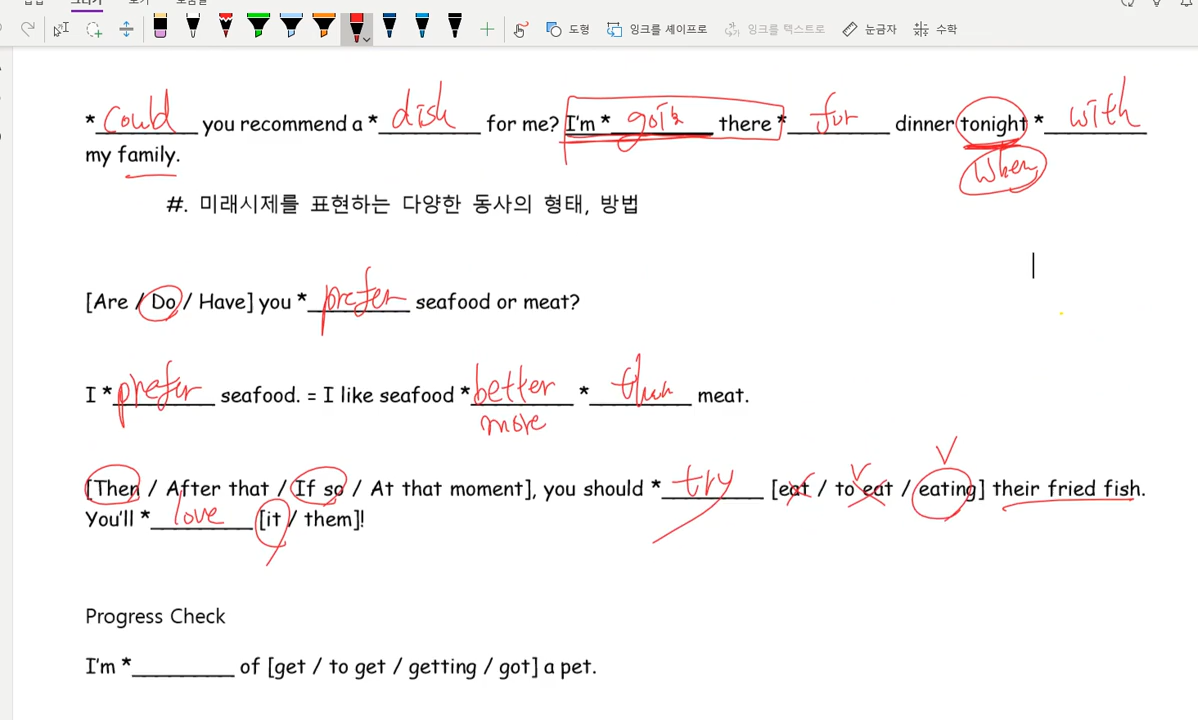 도형 잉크를 셰이프로 잉크를 텍스트로 눈금자 수학
*could you recommend a *dish for me? I'm * going there * for dinner tonight * with
my family.
when
#. 미래시제를 표현하는 다양한 동사의 형태, 방법
[Are / Do / Have] you *prefer seafood or meat?
I *prefer seafood. = I like seafood *better *than meat.
more
[Then / After that / If so / At that moment], you should *try [eat / to eat / eating] their fried fish.
You'll *love [it / them]!
Progress Check
I'm *__________ of [get / to get / getting / got] a pet.